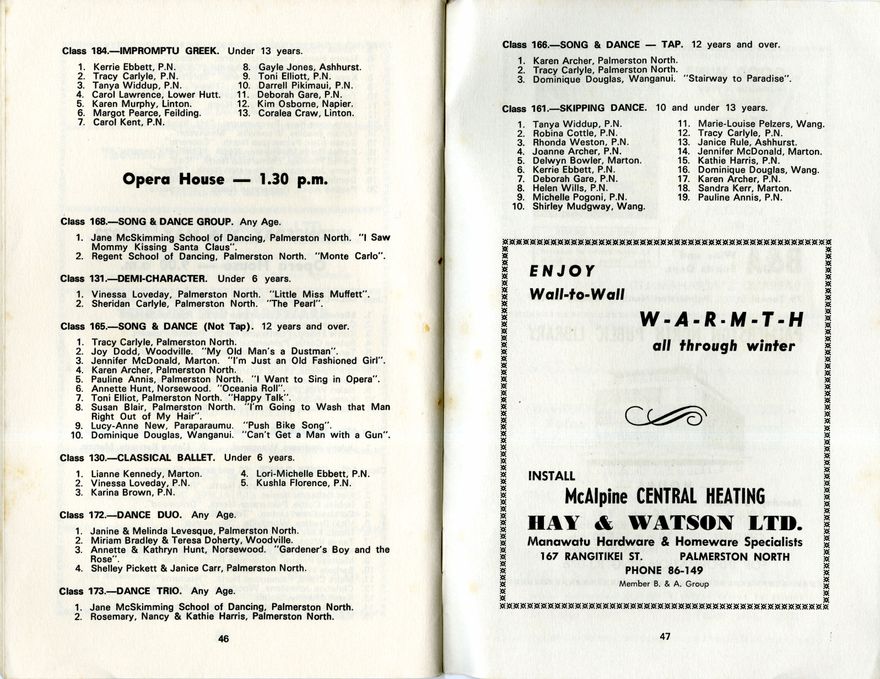 Class 184.—IMPROMPTU GREEK. Under 13 years.
1. Kerrie Ebbett, P.N.
2. Tracy Carlyle, P.N.
3. Tanya Widdup, P.N.
4. Carol Lawrence, Lower Hutt.
5. Karen Murphy, Linton.
6. Margot Pearce, Feilding.
7. Carol Kent, P.N.
8. Gayle Jones, Ashhurst.
9. Toni Elliott, P.N.
10. Darrell Pikimaui, P.N.
11. Deborah Gare, P.N.
12. Kim Osborne, Napier.
13. Coralea Craw, Linton.
Opera House — 1.30 p.m.
Class 168.—SONG & DANCE GROUP. Any Age.
1. Jane McSkimming School of Dancing, Palmerston North. "I Saw
Mommy Kissing Santa Claus".
2. Regent School of Dancing, Palmerston North. "Monte Carlo".
Class 131.—DEMI-CHARACTER. Under 6 years.
1. Vinessa Loveday, Palmerston North. "Little Miss Muffett".
2. Sheridan Carlyle, Palmerston North. "The Pearl".
Class 165.—SONG & DANCE (Not Tap). 12 years and over.
1. Tracy Carlyle, Palmerston North.
2. Joy Dodd, Woodville. "My Old Man's a Dustman".
3. Jennifer McDonald, Marton. "I'm Just an Old Fashioned Girl".
4. Karen Archer, Palmerston North.
5. Pauline Annis, Palmerston North. "I Want to Sing in Opera".
6. Annette Hunt, Norsewood. "Oceania Roll".
7. Toni Elliot, Palmerston North. "Happy Talk".
8. Susan Blair, Palmerston North. "I'm Going to Wash that Man
Right Out of My Hair".
9. Lucy-Anne New, Paraparaumu. "Push Bike Song".
10. Dominique Douglas, Wanganui. "Can't Get a Man with a Gun".
Class 130.—CLASSICAL BALLET. Under 6 years.
1. Lianne Kennedy, Marton.
2. Vinessa Loveday, P.N.
3. Karina Brown, P.N.
4. Lori-Michelle Ebbett, P.N.
5. Kushla Florence, P.N.
Class 172.—DANCE DUO. Any Age.
1. Janine & Melinda Levesque, Palmerston North.
2. Miriam Bradley & Teresa Doherty, Woodville.
3. Annette & Kathryn Hunt, Norsewood. "Gardener's Boy and the
Rose".
4. Shelley Pickett & Janice Carr, Palmerston North.
Class 173.—DANCE TRIO. Any Age.
1. Jane McSkimming School of Dancing, Palmerston North.
2. Rosemary, Nancy & Kathie Harris, Palmerston North.
46
Class 166.—SONG & DANCE — TAP. 12 years and over.
1. Karen Archer, Palmerston North.
2. Tracy Carlyle, Palmerston North.
3. Dominique Douglas, Wanganui. "Stairway to Paradise".
Class 161.—SKIPPING DANCE. 10 and under 13 years.
1. Tanya Widdup, P.N.
2. Robina Cottle, P.N.
3. Rhonda Weston, P.N.
4. Joanne Archer, P.N.
5. Delwyn Bowler, Marton.
6. Kerrie Ebbett, P.N.
7. Deborah Gare, P.N.
8. Helen Wills, P.N.
9. Michelle Pogoni, P.N.
10. Shirley Mudgway, Wang.
11. Marie-Louise Pelzers, Wang.
12. Tracy Carlyle, P.N.
13. Janice Rule, Ashhurst.
14. Jennifer McDonald, Marton.
15. Kathie Harris, P.N.
16. Dominique Douglas, Wang.
17. Karen Archer, P.N.
18. Sandra Kerr, Marton.
19. Pauline Annis, P.N.
ENJOY
Wall-to-Wall
W-A-R-M-T-H
all through winter
INSTALL
McAlpine CENTRAL HEATING
HAY & WATSON LTD.
Manawatu Hardware & Homeware Specialists
167 RANGITIKEI ST. PALMERSTON NORTH
PHONE 86-149
Member B. & A. Group
47